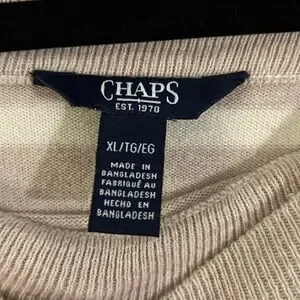 CHAPS
EST. 1978
XL/TG/EG
MADE IN
BANGLADESH
FABRIQUÉ AU
BANGLADESH
HECHO EN
BANGLADESH